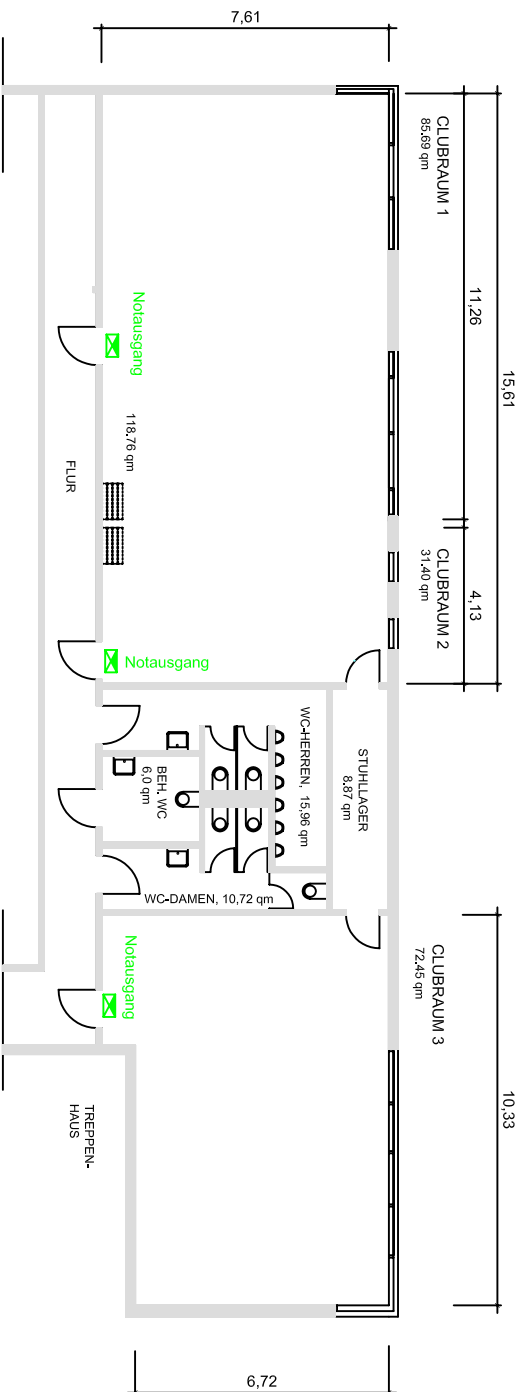 7,61
CLUBRAUM 1
85.69 qm
11,26
15,61
Notausgang
118.76 qm
FLUR
CLUBRAUM 2
31.40 qm
4,13
Notausgang
WC-HERREN, 15,96 qm
STUHLLAGER
8,87 qm
BEH. WC
6,0 qm
WC-DAMEN, 10,72 qm
Notausgang
CLUBRAUM 3
72.45 qm
10,33
TREPPEN-
HAUS
6,72